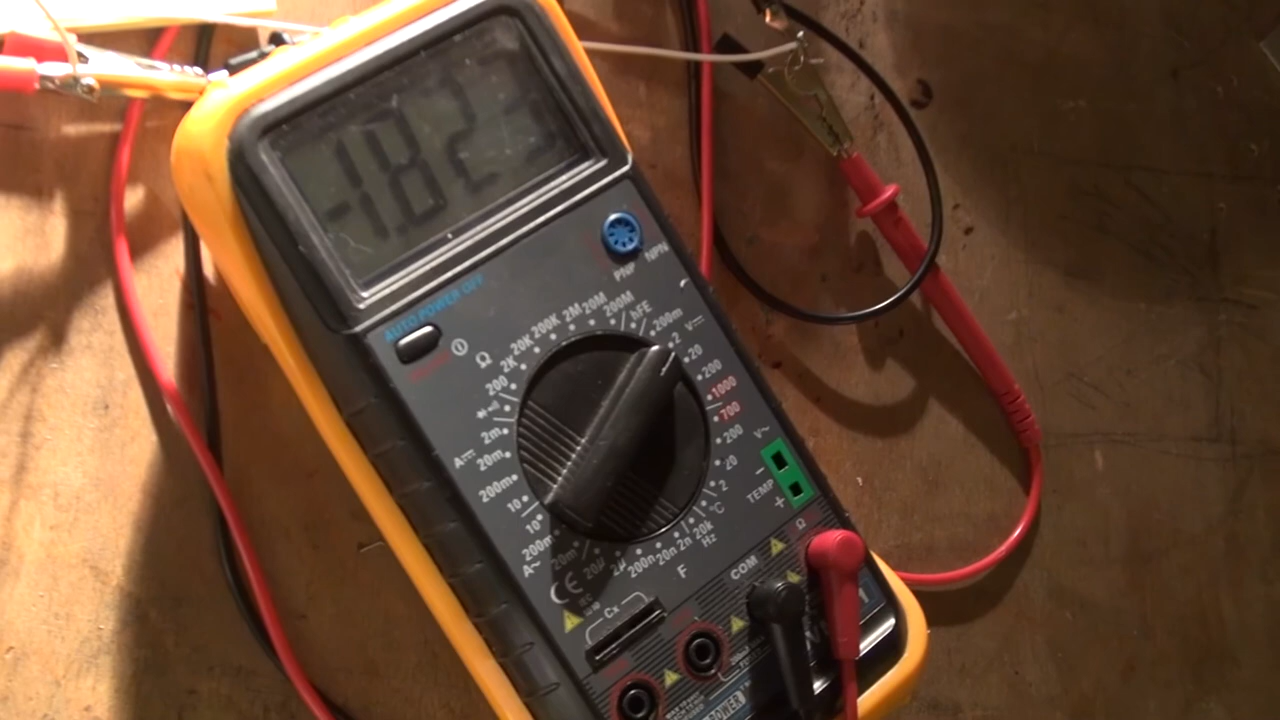 -1.823
PNP NPN
AUTO POWER OFF
Ω
200
2K
20K
200K
2M
20M
200M
hFE
200m
V
2
20
200
1000
700
200
20
2
V~
°C
TEMP
- +
20k
Hz
2n
20n
200n
2µ
20µ
F
2m
20m
200m
10
A
10
200m
20m
A~
CE
Cx
COM
Ω